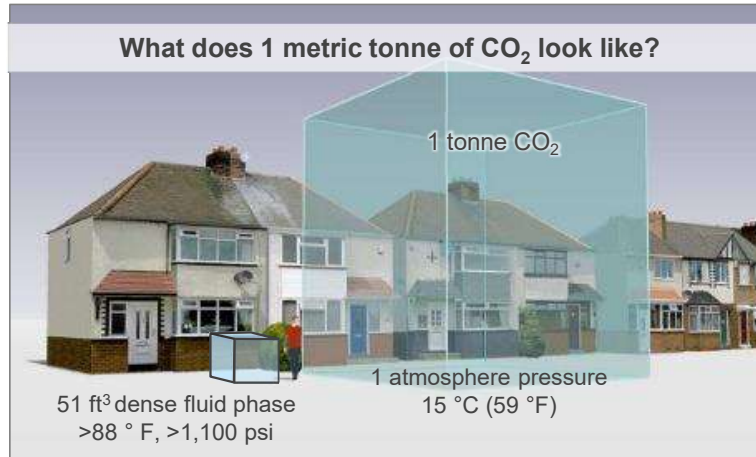 What does 1 metric tonne of CO₂ look like?
1 tonne CO₂
51 ft³ dense fluid phase
>88 ° F, >1,100 psi
1 atmosphere pressure
15 °C (59 °F)